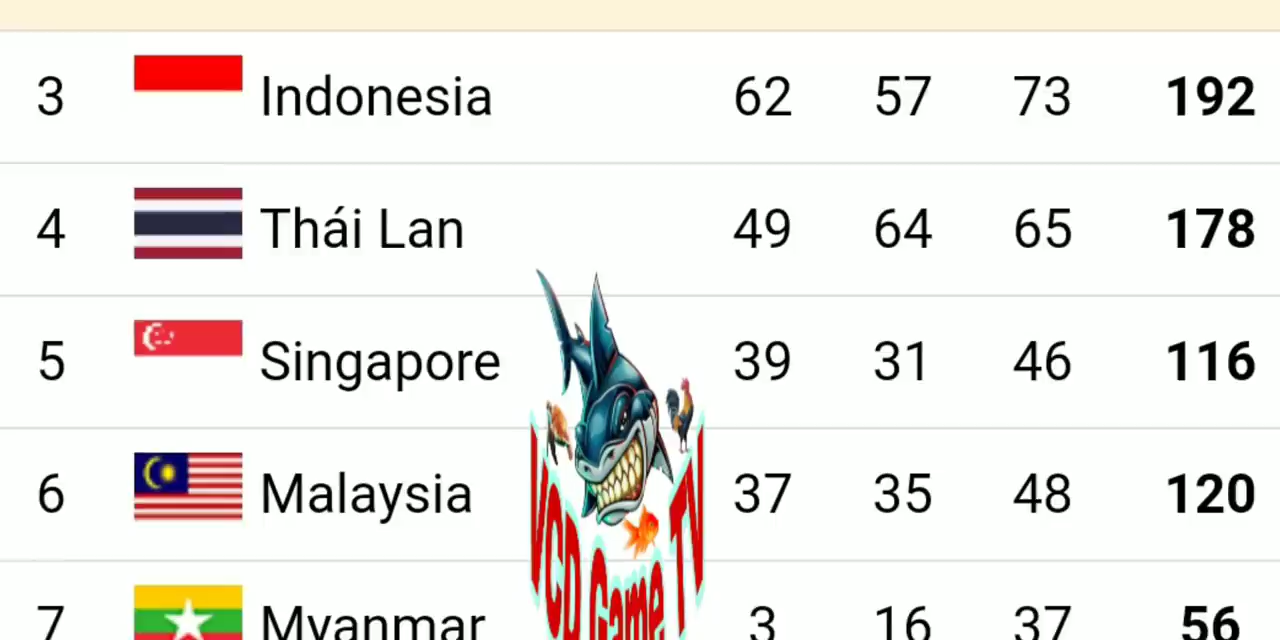 3 Indonesia 62 57 73 192
4 Thái Lan 49 64 65 178
5 Singapore 39 31 46 116
6 Malaysia 37 35 48 120
7 Myanmar 3 16 37 56
VCD Game TV